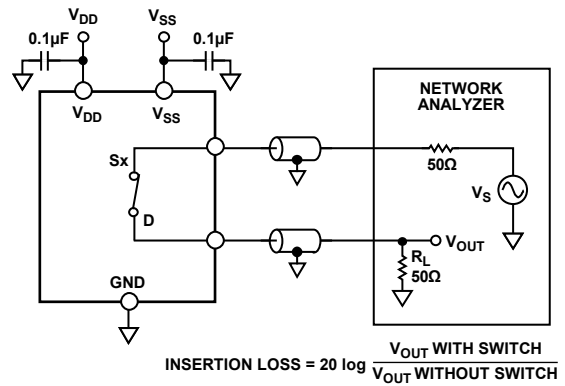 VDD VSS
0.1µF 0.1µF
VDD VSS
NETWORK
ANALYZER
Sx
50Ω
VS
D
VOUT
RL
50Ω
GND
INSERTION LOSS = 20 log VOUT WITH SWITCH
VOUT WITHOUT SWITCH